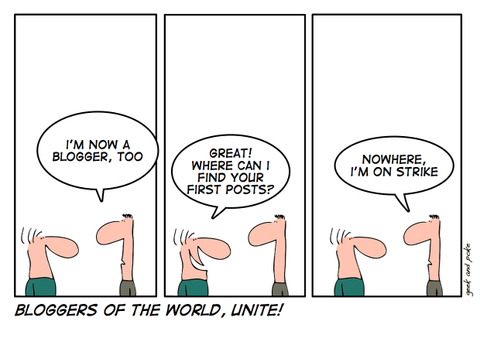 I'M NOW A
BLOGGER, TOO
GREAT!
WHERE CAN I
FIND YOUR
FIRST POSTS?
NOWHERE,
I'M ON STRIKE
geek and poke
BLOGGERS OF THE WORLD, UNITE!